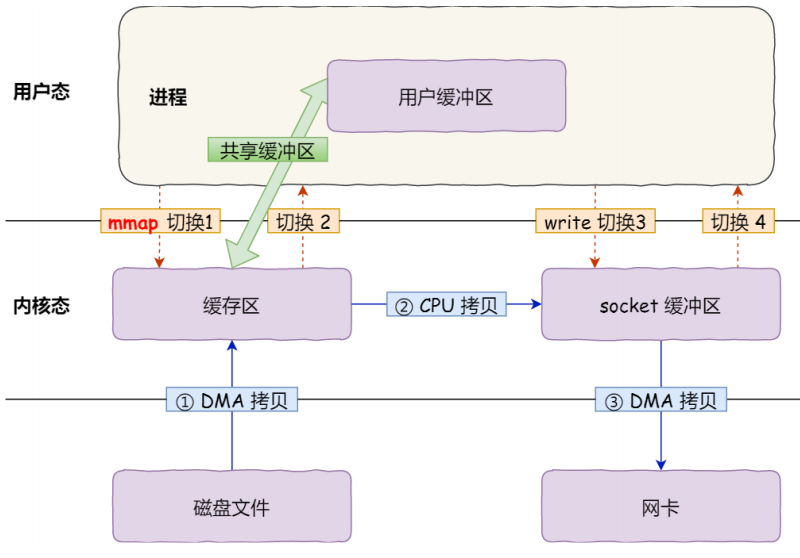 用户态
进程
用户缓冲区
共享缓冲区
mmap 切换1
切换 2
write 切换3
切换 4
内核态
缓存区
② CPU 拷贝
socket 缓冲区
① DMA 拷贝
③ DMA 拷贝
磁盘文件
网卡